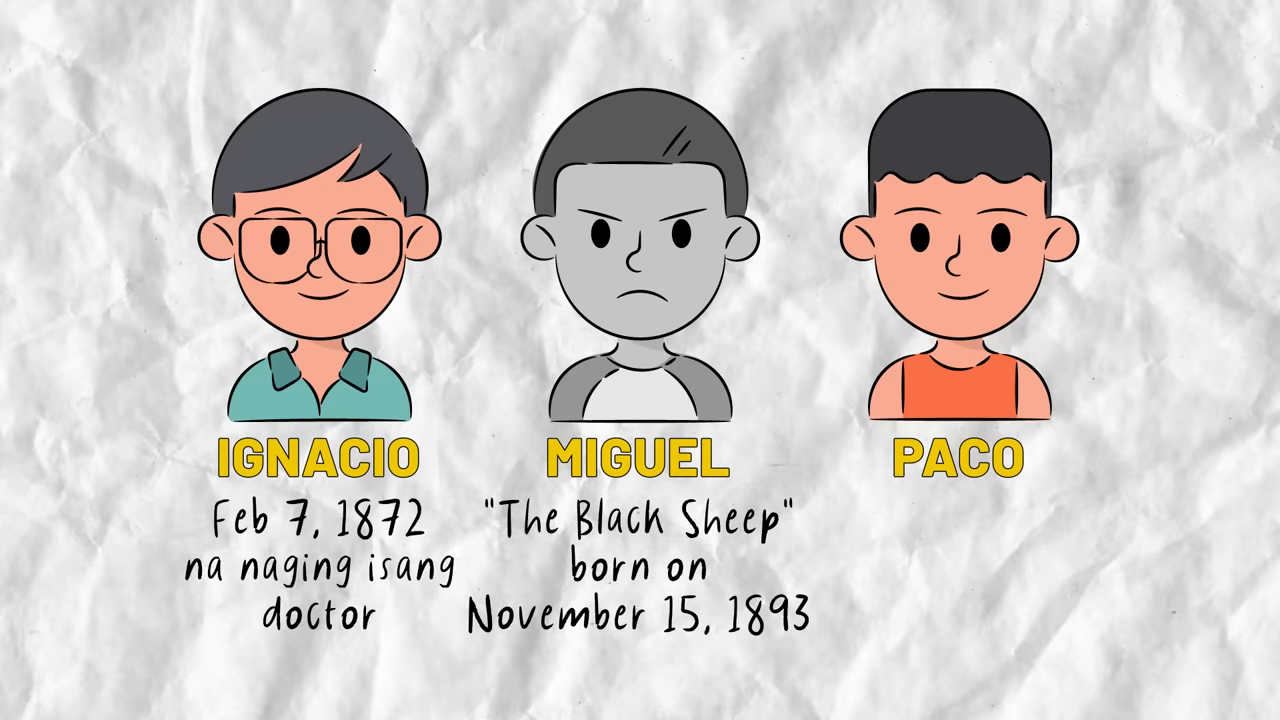 IGNACIO
Feb 7, 1872
na naging isang
doctor
MIGUEL
"The Black Sheep"
born on
November 15, 1893
PACO